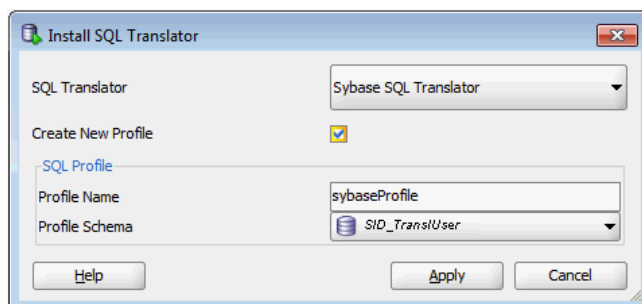 Install SQL Translator
SQL Translator Sybase SQL Translator
Create New Profile
SQL Profile
Profile Name sybaseProfile
Profile Schema SID_TranslUser
Help Apply Cancel